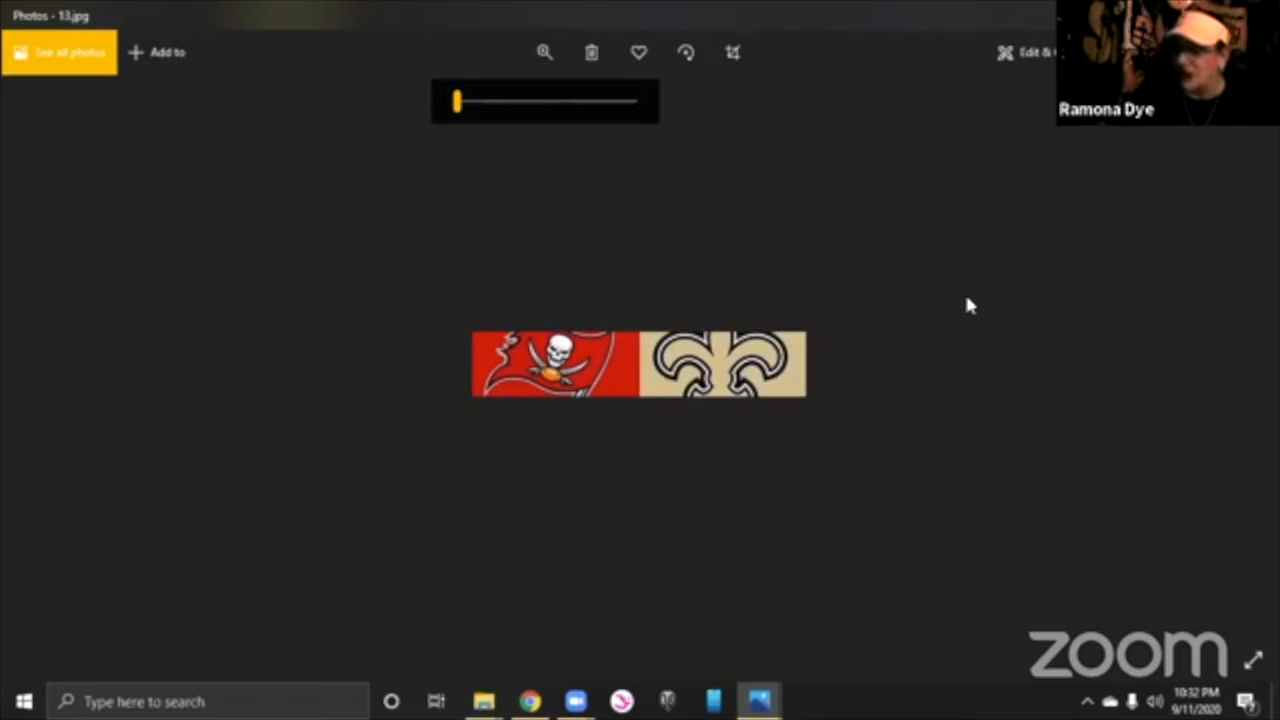 Photos - 13.jpg
See all photos
Add to
Edit &
Ramona Dye
zoom
Type here to search
10:32 PM
9/11/2020